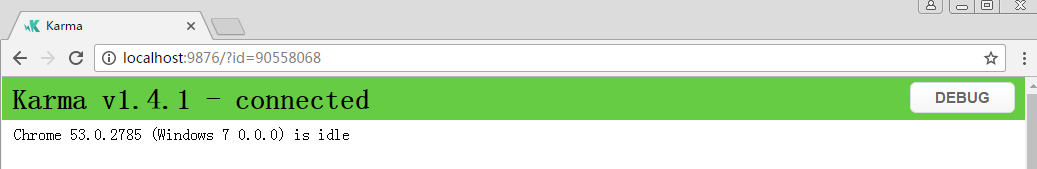 Karma
localhost:9876/?id=90558068
Karma v1.4.1 - connected
DEBUG
Chrome 53.0.2785 (Windows 7 0.0.0) is idle